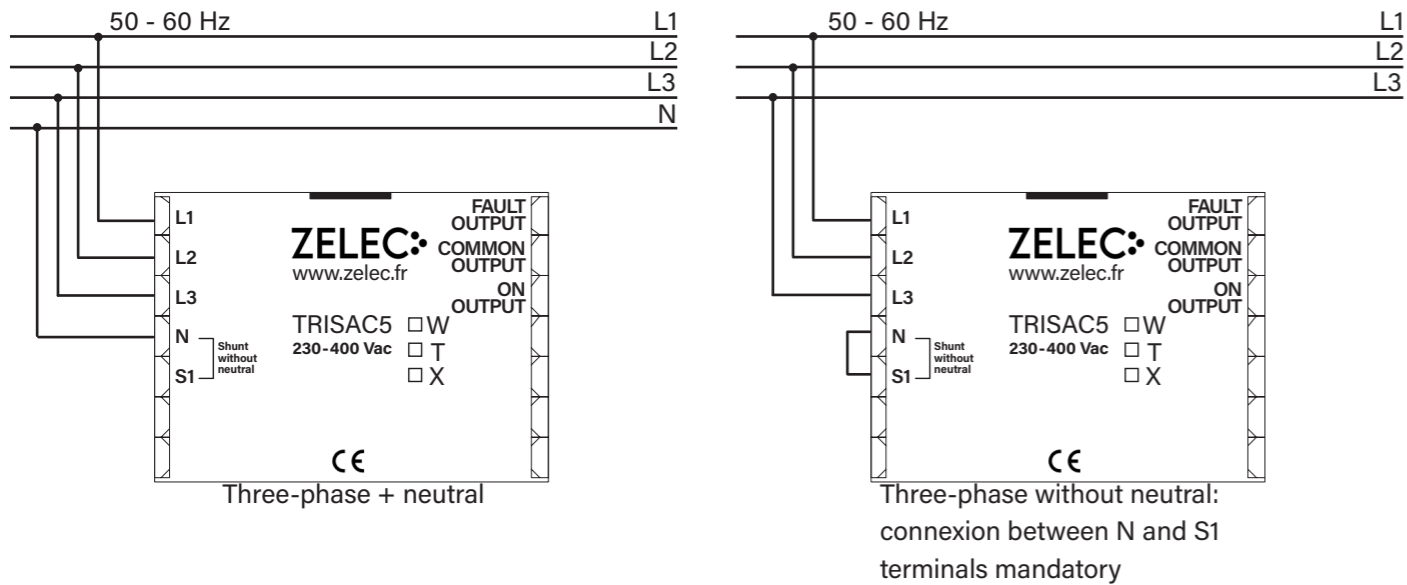 50 - 60 Hz
L1
L2
L3
N
L1
L2
L3
N
S1
Shunt
without
neutral
ZELEC
www.zelec.fr
TRISAC5
230-400 Vac
W
T
X
FAULT
OUTPUT
COMMON
OUTPUT
ON
OUTPUT
CE
Three-phase + neutral
50 - 60 Hz
L1
L2
L3
L1
L2
L3
N
S1
Shunt
without
neutral
ZELEC
www.zelec.fr
TRISAC5
230-400 Vac
W
T
X
FAULT
OUTPUT
COMMON
OUTPUT
ON
OUTPUT
CE
Three-phase without neutral:
connexion between N and S1
terminals mandatory